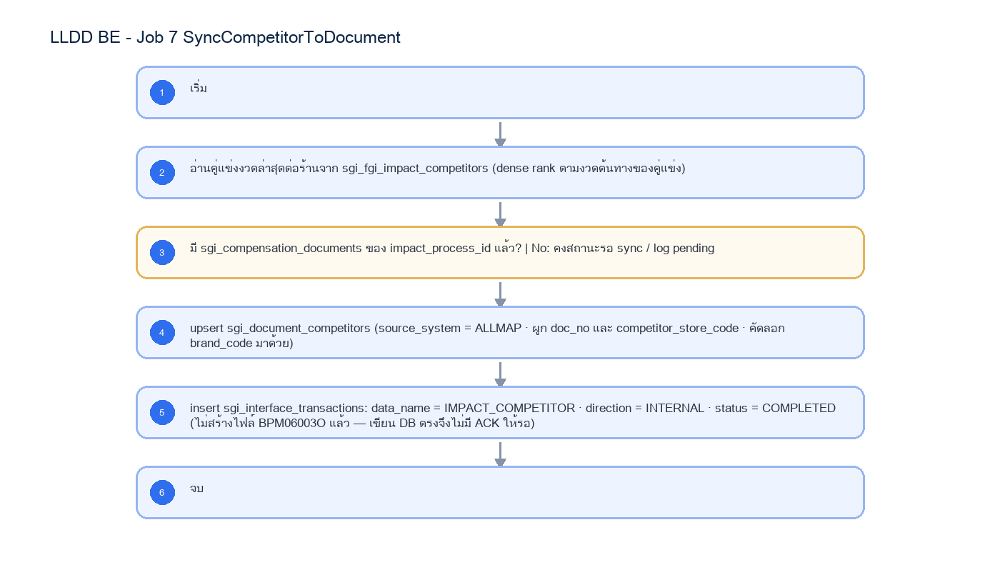 LLDD BE - Job 7 SyncCompetitorToDocument
1
เริ่ม
2
อ่านคู่แข่งงวดล่าสุดต่อร้านจาก sgi_fgi_impact_competitors (dense rank ตามงวดต้นทางของคู่แข่ง)
3
มี sgi_compensation_documents ของ impact_process_id แล้ว? | No: คงสถานะรอ sync / log pending
4
upsert sgi_document_competitors (source_system = ALLMAP · ผูก doc_no และ competitor_store_code · คัดลอก
brand_code มาด้วย)
5
insert sgi_interface_transactions: data_name = IMPACT_COMPETITOR · direction = INTERNAL · status = COMPLETED
(ไม่สร้างไฟล์ BPM06003O แล้ว — เขียน DB ตรงจึงไม่มี ACK ให้รอ)
6
จบ